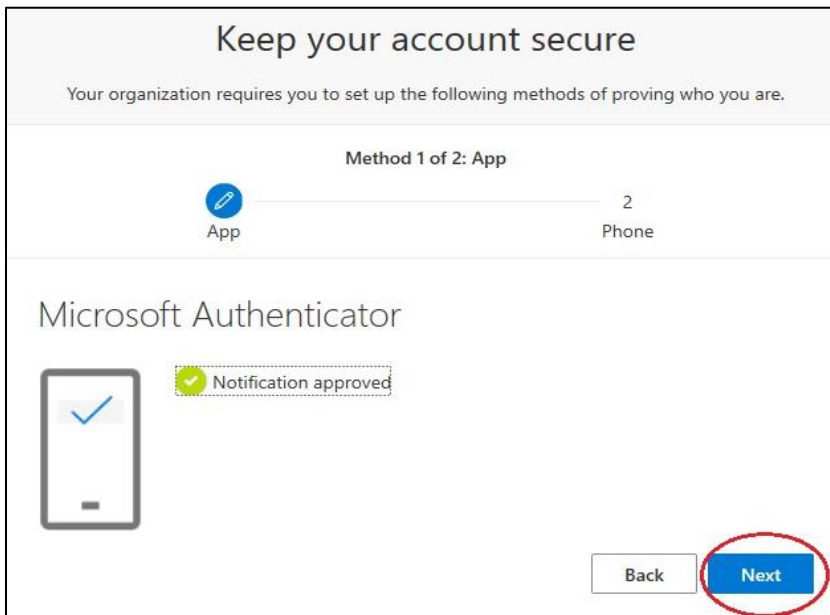 Keep your account secure
Your organization requires you to set up the following methods of proving who you are.
Method 1 of 2: App
2
App
Phone
Microsoft Authenticator
Notification approved
Back
Next